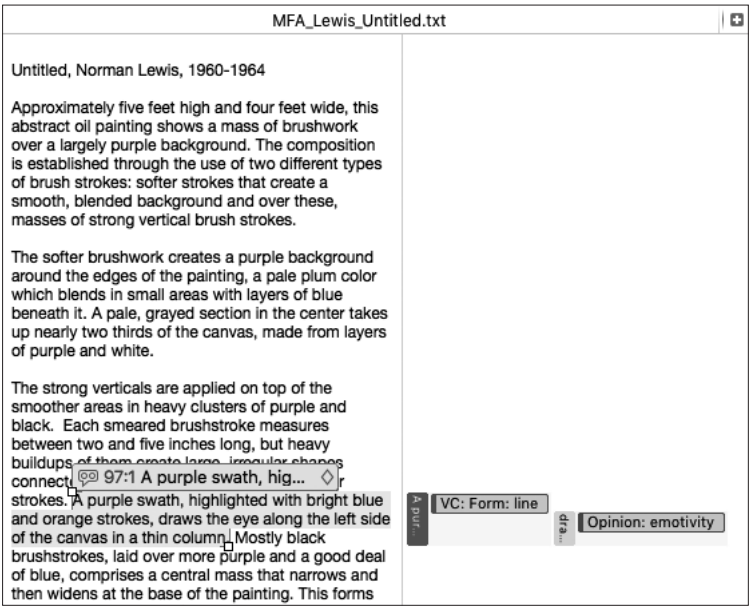 MFA_Lewis_Untitled.txt
Untitled, Norman Lewis, 1960-1964
Approximately five feet high and four feet wide, this
abstract oil painting shows a mass of brushwork
over a largely purple background. The composition
is established through the use of two different types
of brush strokes: softer strokes that create a
smooth, blended background and over these,
masses of strong vertical brush strokes.
The softer brushwork creates a purple background
around the edges of the painting, a pale plum color
which blends in small areas with layers of blue
beneath it. A pale, grayed section in the center takes
up nearly two thirds of the canvas, made from layers
of purple and white.
The strong verticals are applied on top of the
smoother areas in heavy clusters of purple and
black. Each smeared brushstroke measures
between two and five inches long, but heavy
buildups of them create large, irregular shapes
97:1 A purple swath, hig...
strokes. A purple swath, highlighted with bright blue
and orange strokes, draws the eye along the left side
of the canvas in a thin column. Mostly black
brushstrokes, laid over more purple and a good deal
of blue, comprises a central mass that narrows and
then widens at the base of the painting. This forms
A pur...
VC: Form: line
dra...
Opinion: emotivity